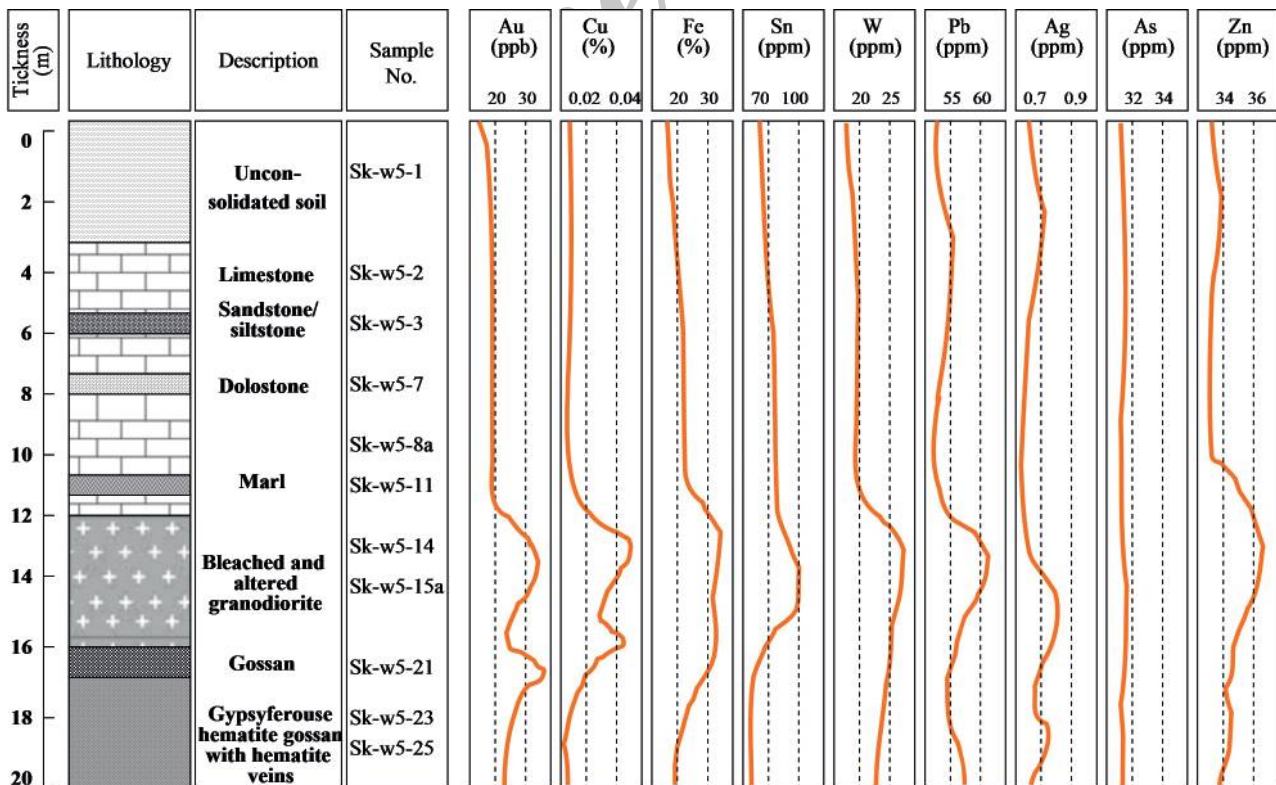 Tickness
(m)
Lithology
Description
Sample
No.
Au
(ppb)
20 30
Cu
(%)
0.02 0.04
Fe
(%)
20 30
Sn
(ppm)
70 100
W
(ppm)
20 25
Pb
(ppm)
55 60
Ag
(ppm)
0.7 0.9
As
(ppm)
32 34
Zn
(ppm)
34 36
0
2
4
6
8
10
12
14
16
18
20
Uncon-
solidated soil
Limestone
Sandstone/
siltstone
Dolostone
Marl
Bleached and
altered
granodiorite
Gossan
Gypsyferouse
hematite gossan
with hematite
veins
Sk-w5-1
Sk-w5-2
Sk-w5-3
Sk-w5-7
Sk-w5-8a
Sk-w5-11
Sk-w5-14
Sk-w5-15a
Sk-w5-21
Sk-w5-23
Sk-w5-25